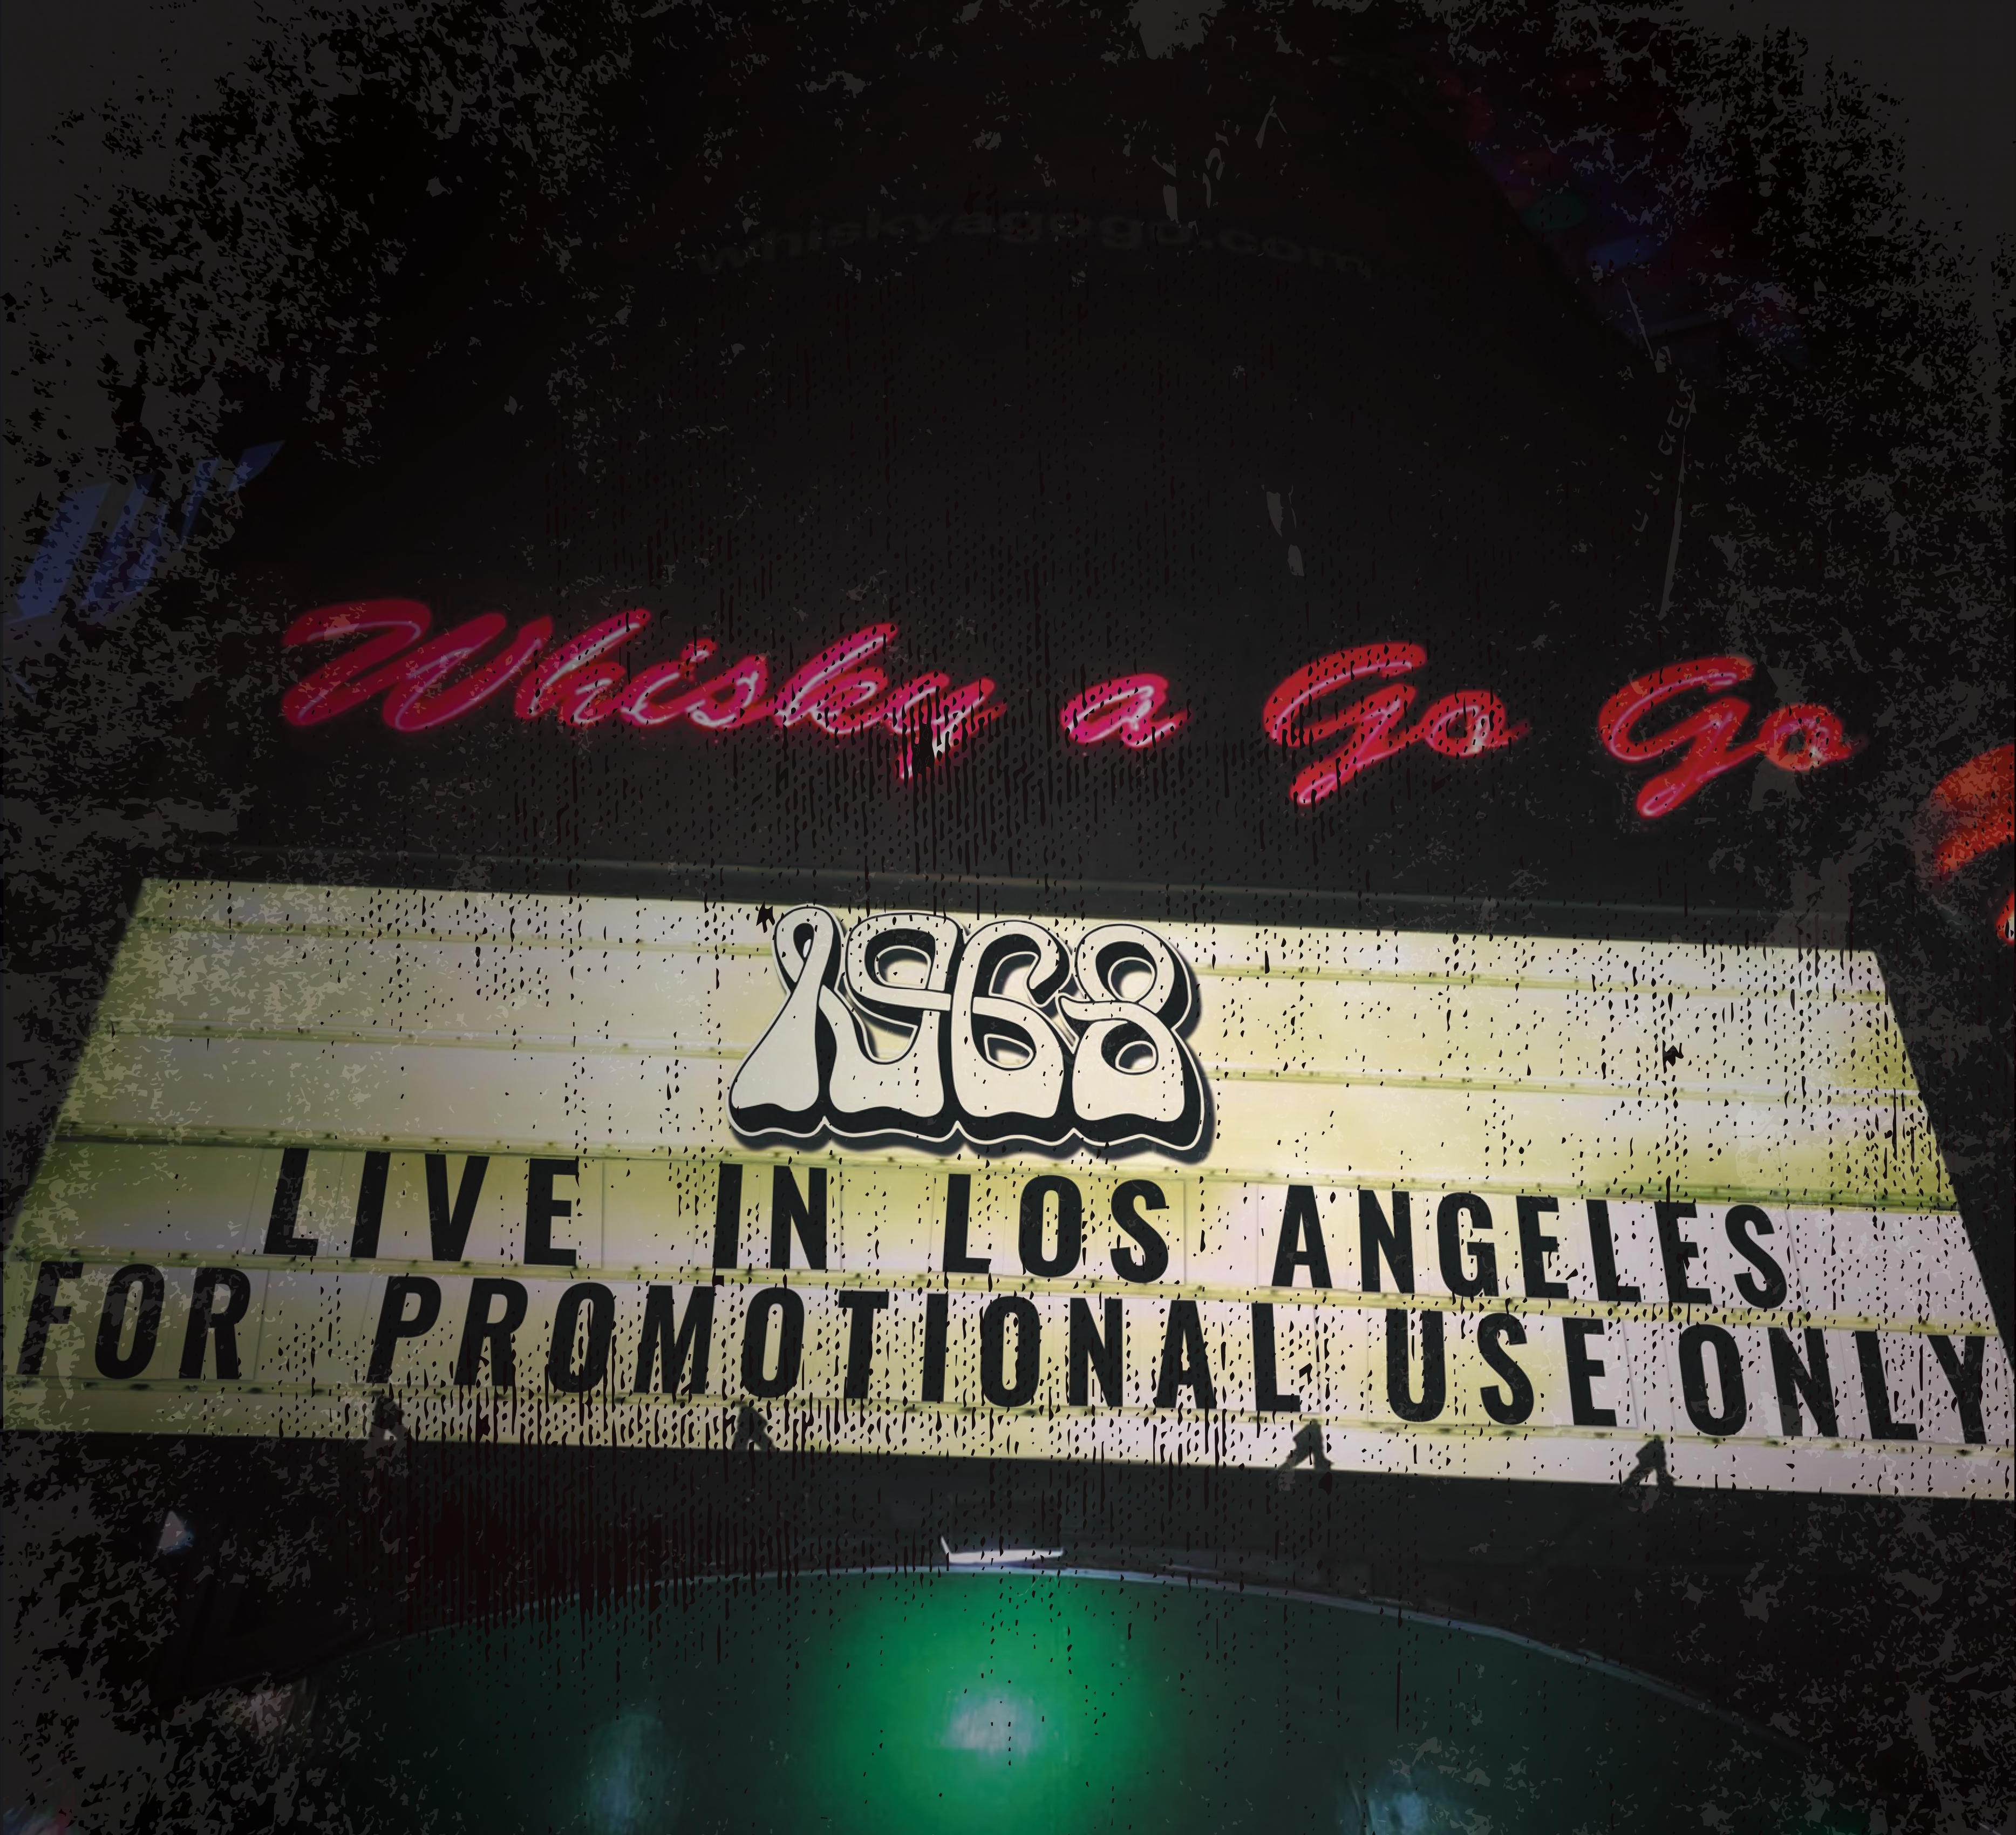 whiskyagogo.com
Whisky a Go Go
1968
LIVE IN LOS ANGELES
FOR PROMOTIONAL USE ONLY